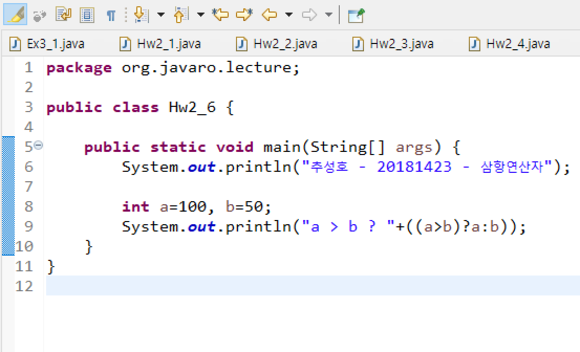 Ex3_1.java Hw2_1.java Hw2_2.java Hw2_3.java Hw2_4.java
1 package org.javaro.lecture;
2
3 public class Hw2_6 {
4
5 public static void main(String[] args) {
6 System.out.println("추성호 - 20181423 - 삼항연산자");
7
8 int a=100, b=50;
9 System.out.println("a > b ? "+((a>b)?a:b));
10 }
11 }
12